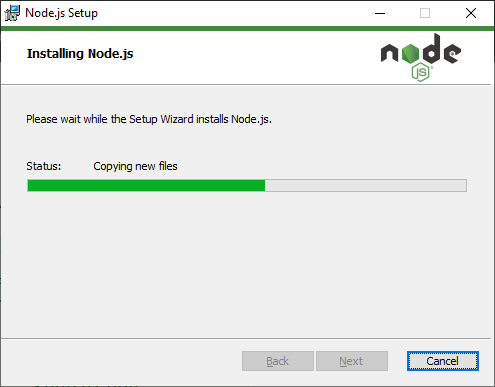 Node.js Setup
Installing Node.js
node
JS
Please wait while the Setup Wizard installs Node.js.
Status: Copying new files
Back Next Cancel